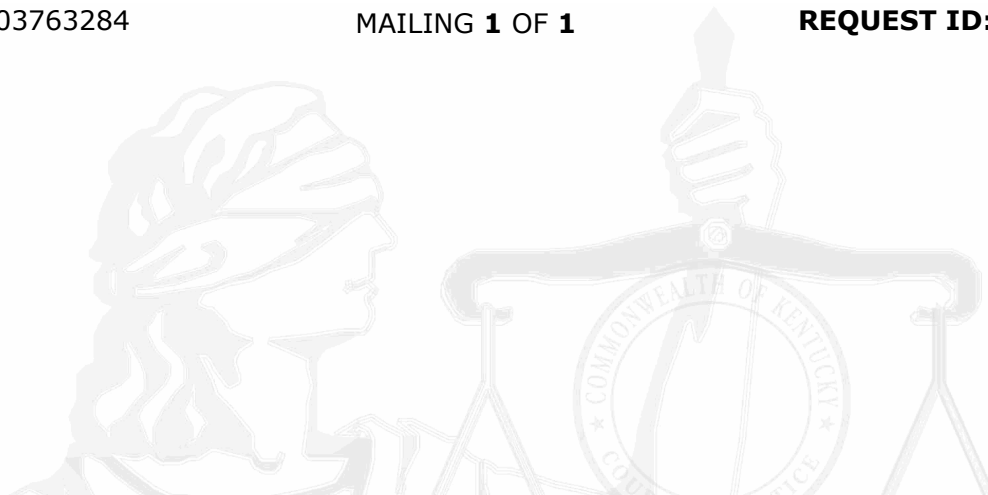 03763284 MAILING 1 OF 1 REQUEST ID:
COMMONWEALTH OF KENTUCKY